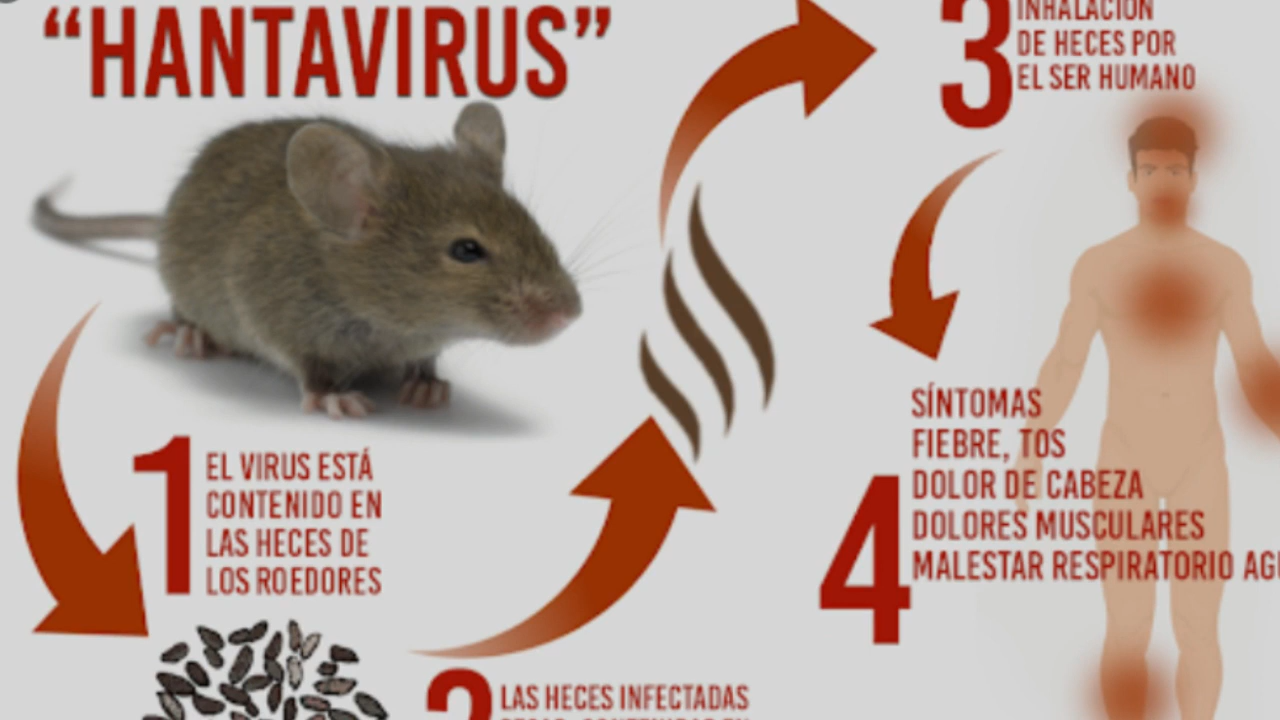 “HANTAVIRUS”
1
EL VIRUS ESTÁ
CONTENIDO EN
LAS HECES DE
LOS ROEDORES
2
LAS HECES INFECTADAS
3
INHALACIÓN
DE HECES POR
EL SER HUMANO
4
SÍNTOMAS
FIEBRE, TOS
DOLOR DE CABEZA
DOLORES MUSCULARES
MALESTAR RESPIRATORIO